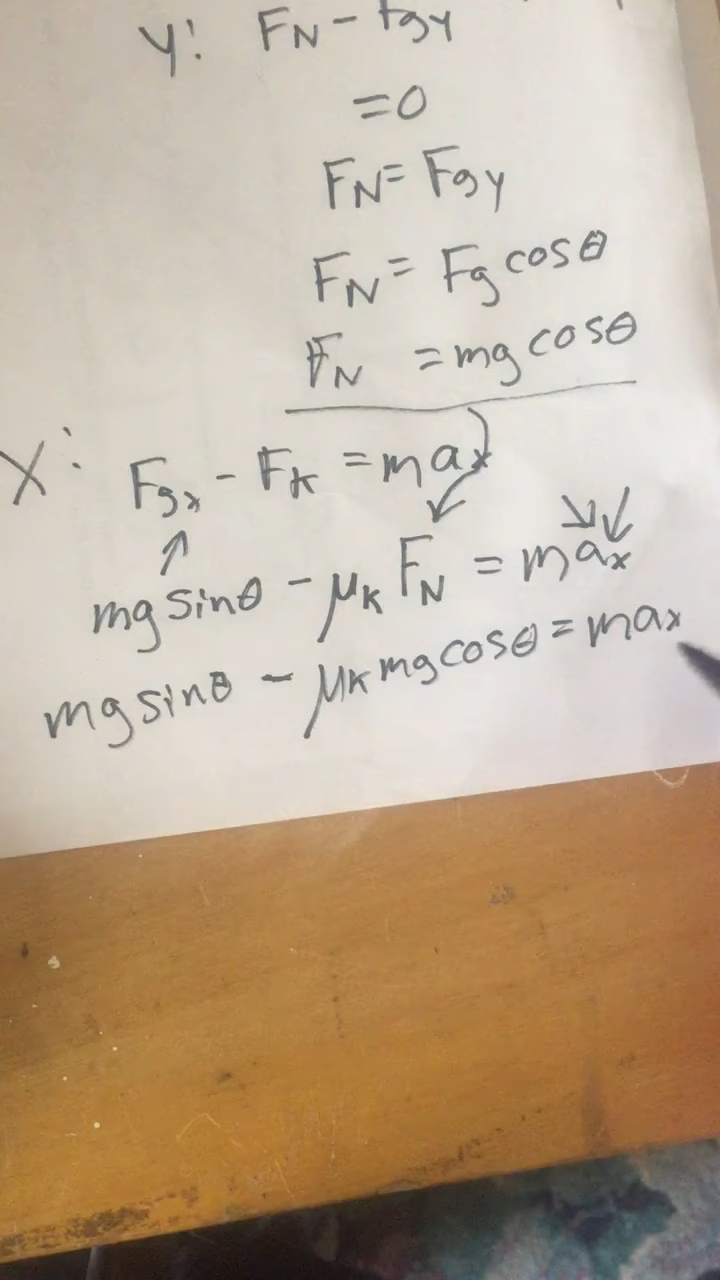 Y: FN - Fgy
= 0
FN = Fgy
FN = Fg cosθ
FN = mg cosθ
X: Fgx - Fk = max
↑ ↙ ↘↙
mg sinθ - μk FN = max
mg sinθ - μk mg cosθ = max